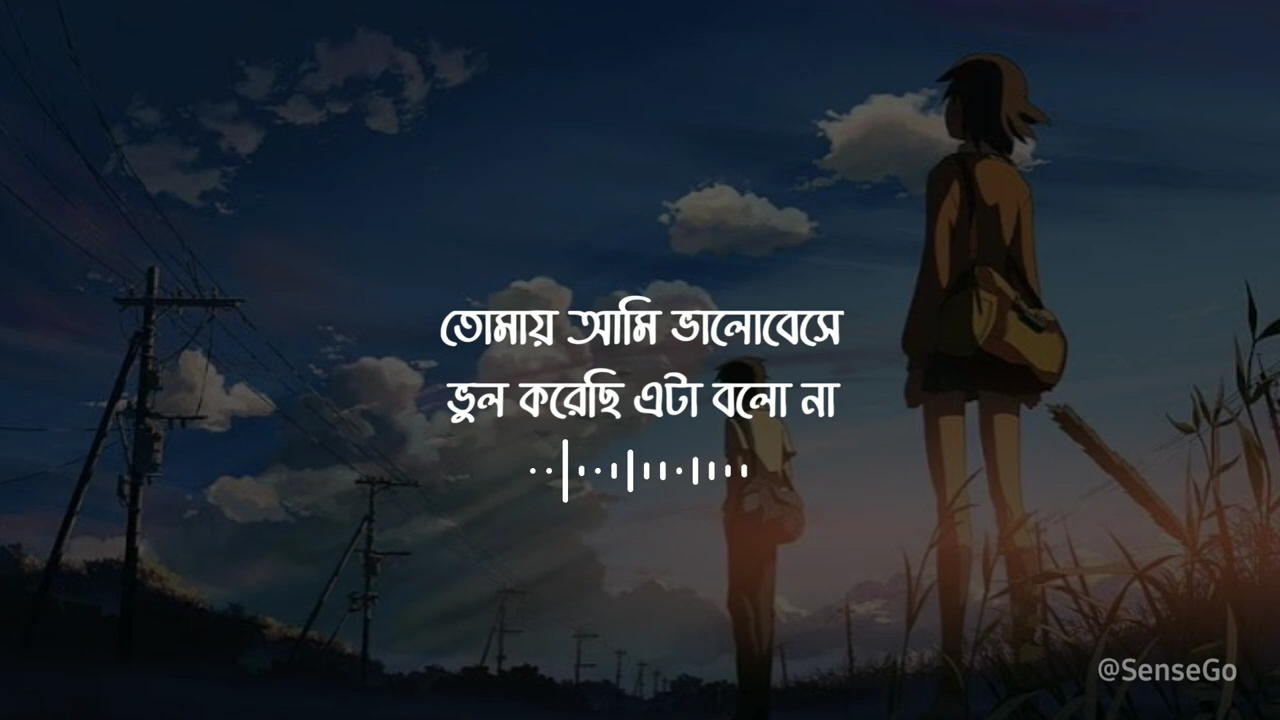 তোমায় আমি ভালোবেসে
ভুল করেছি এটা বলো না
@SenseGo